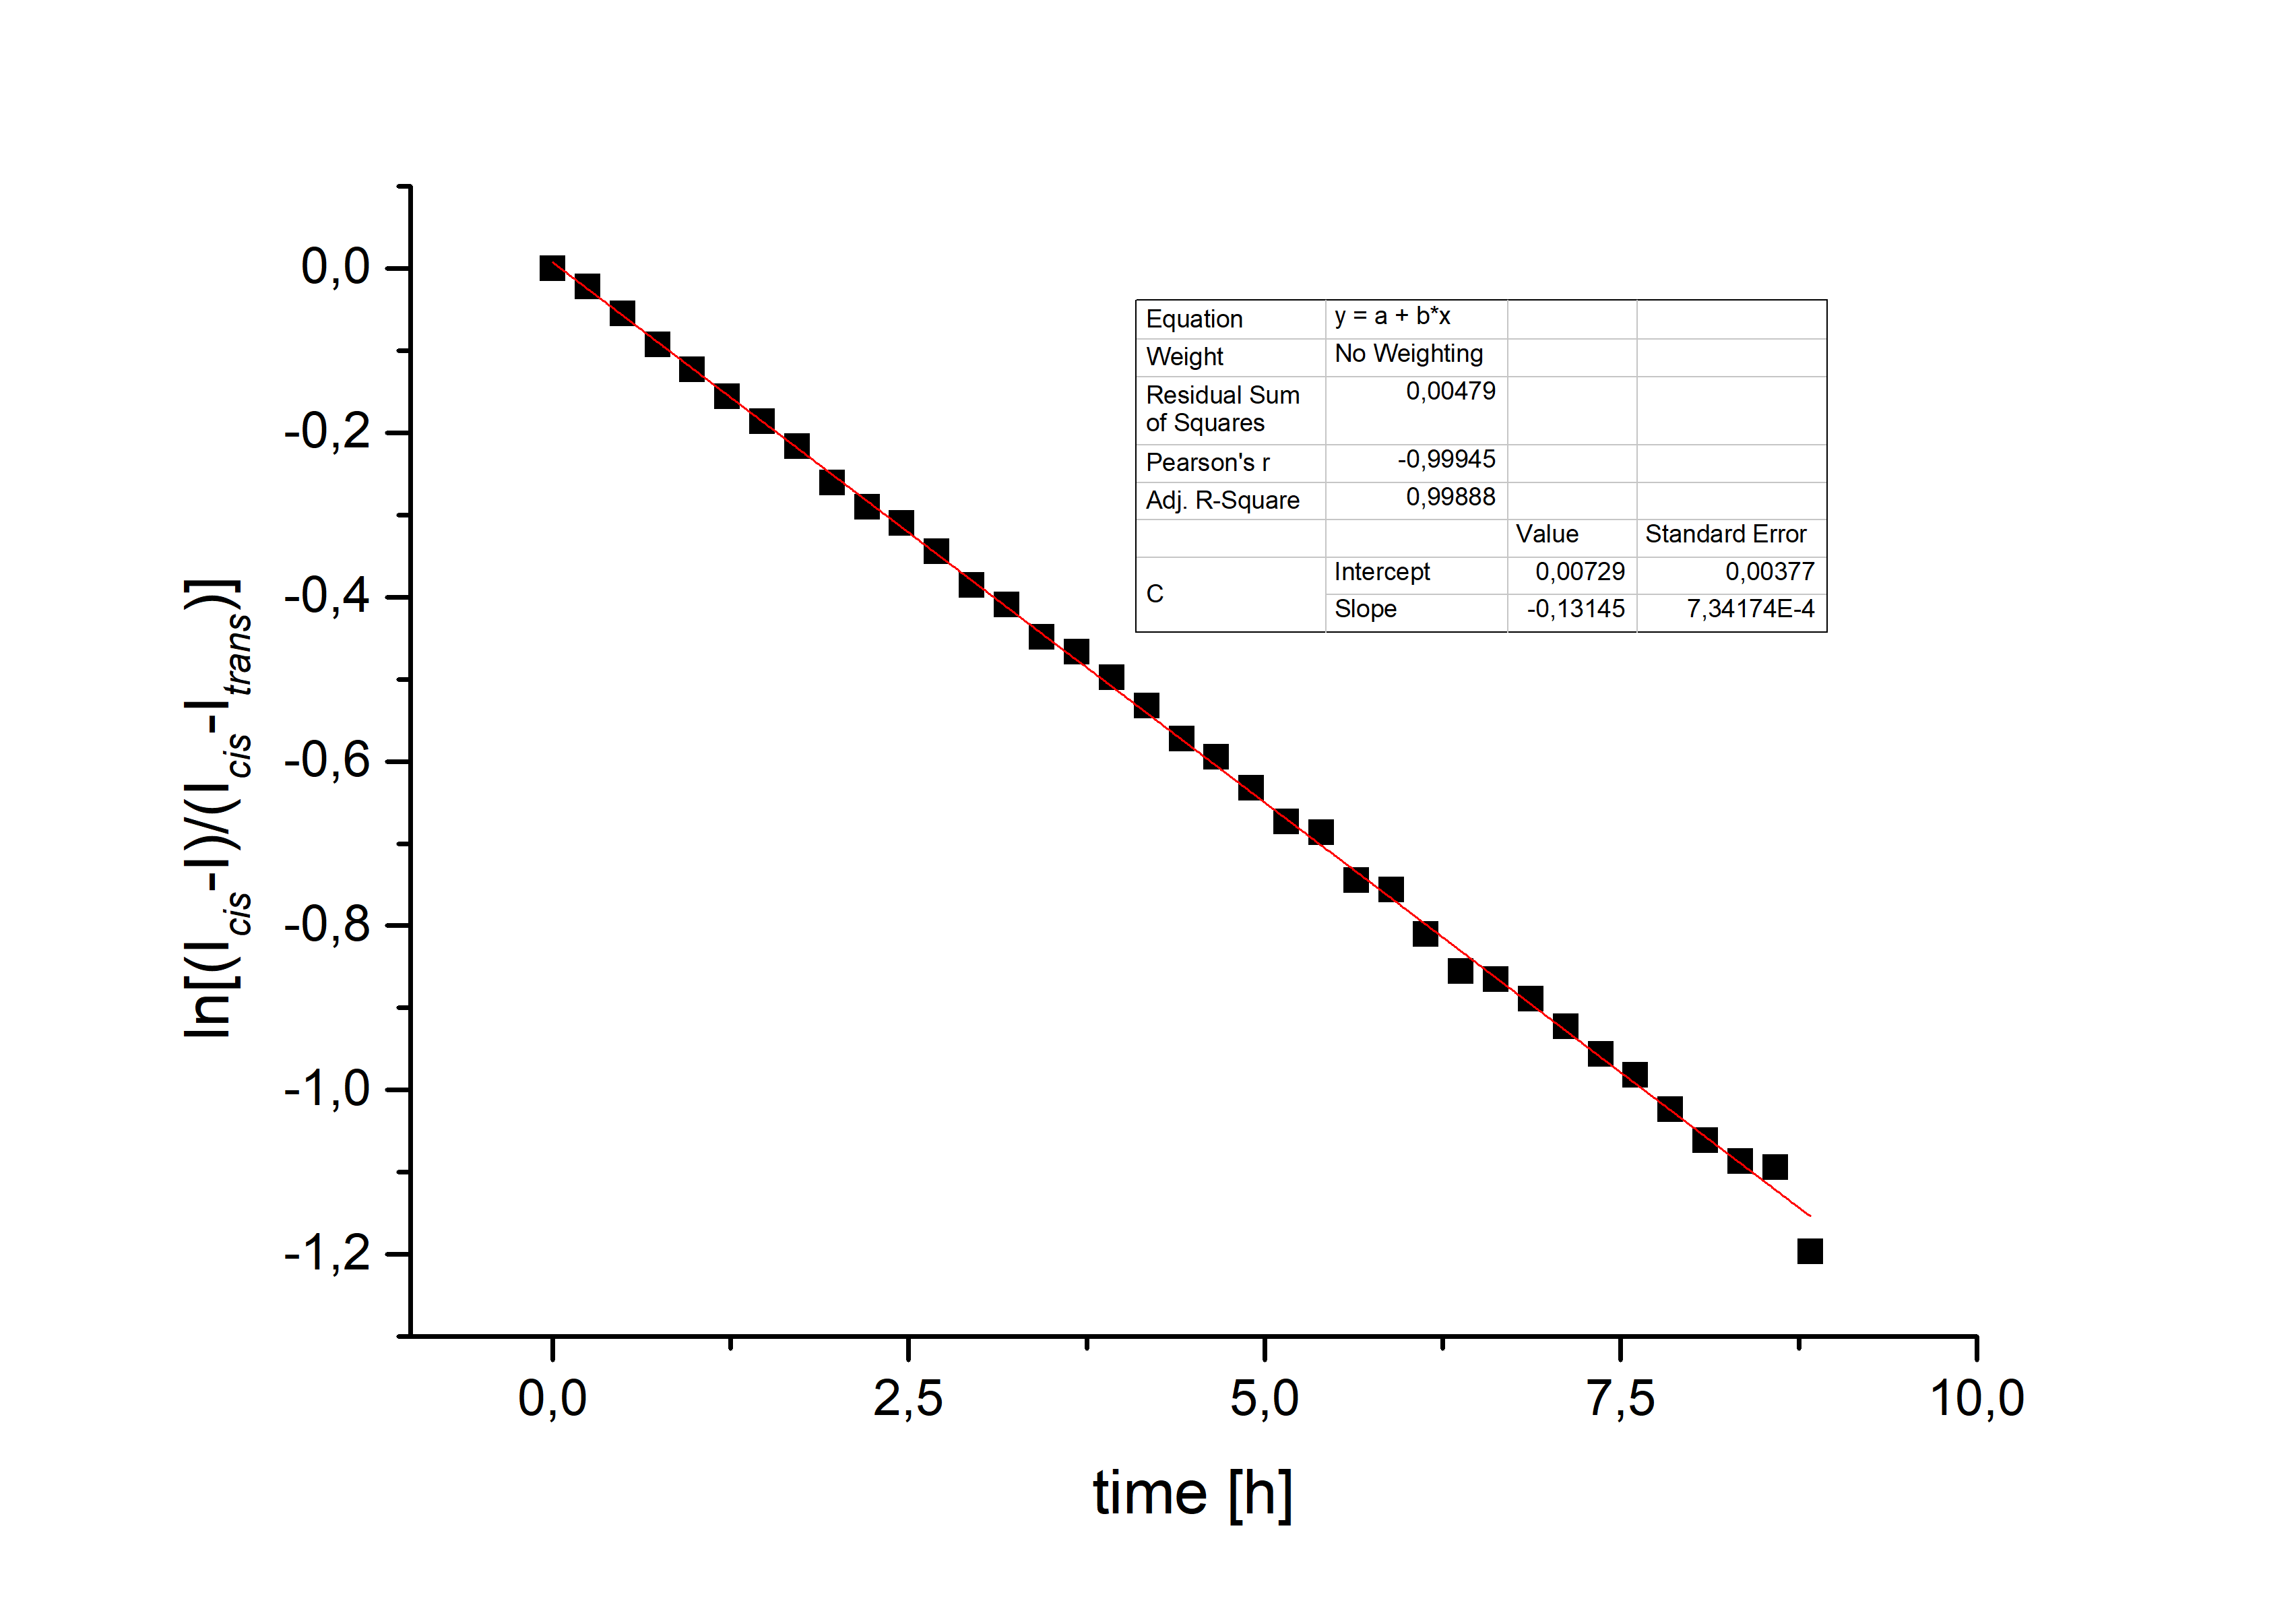 0,0
-0,2
-0,4
-0,6
-0,8
-1,0
-1,2
ln[(Icis-I)/(Icis-Itrans)]
Equation y = a + b*x
Weight No Weighting
Residual Sum 0,00479
of Squares
Pearson's r -0,99945
Adj. R-Square 0,99888
Value Standard Error
C Intercept 0,00729 0,00377
Slope -0,13145 7,34174E-4
0,0 2,5 5,0 7,5 10,0
time [h]